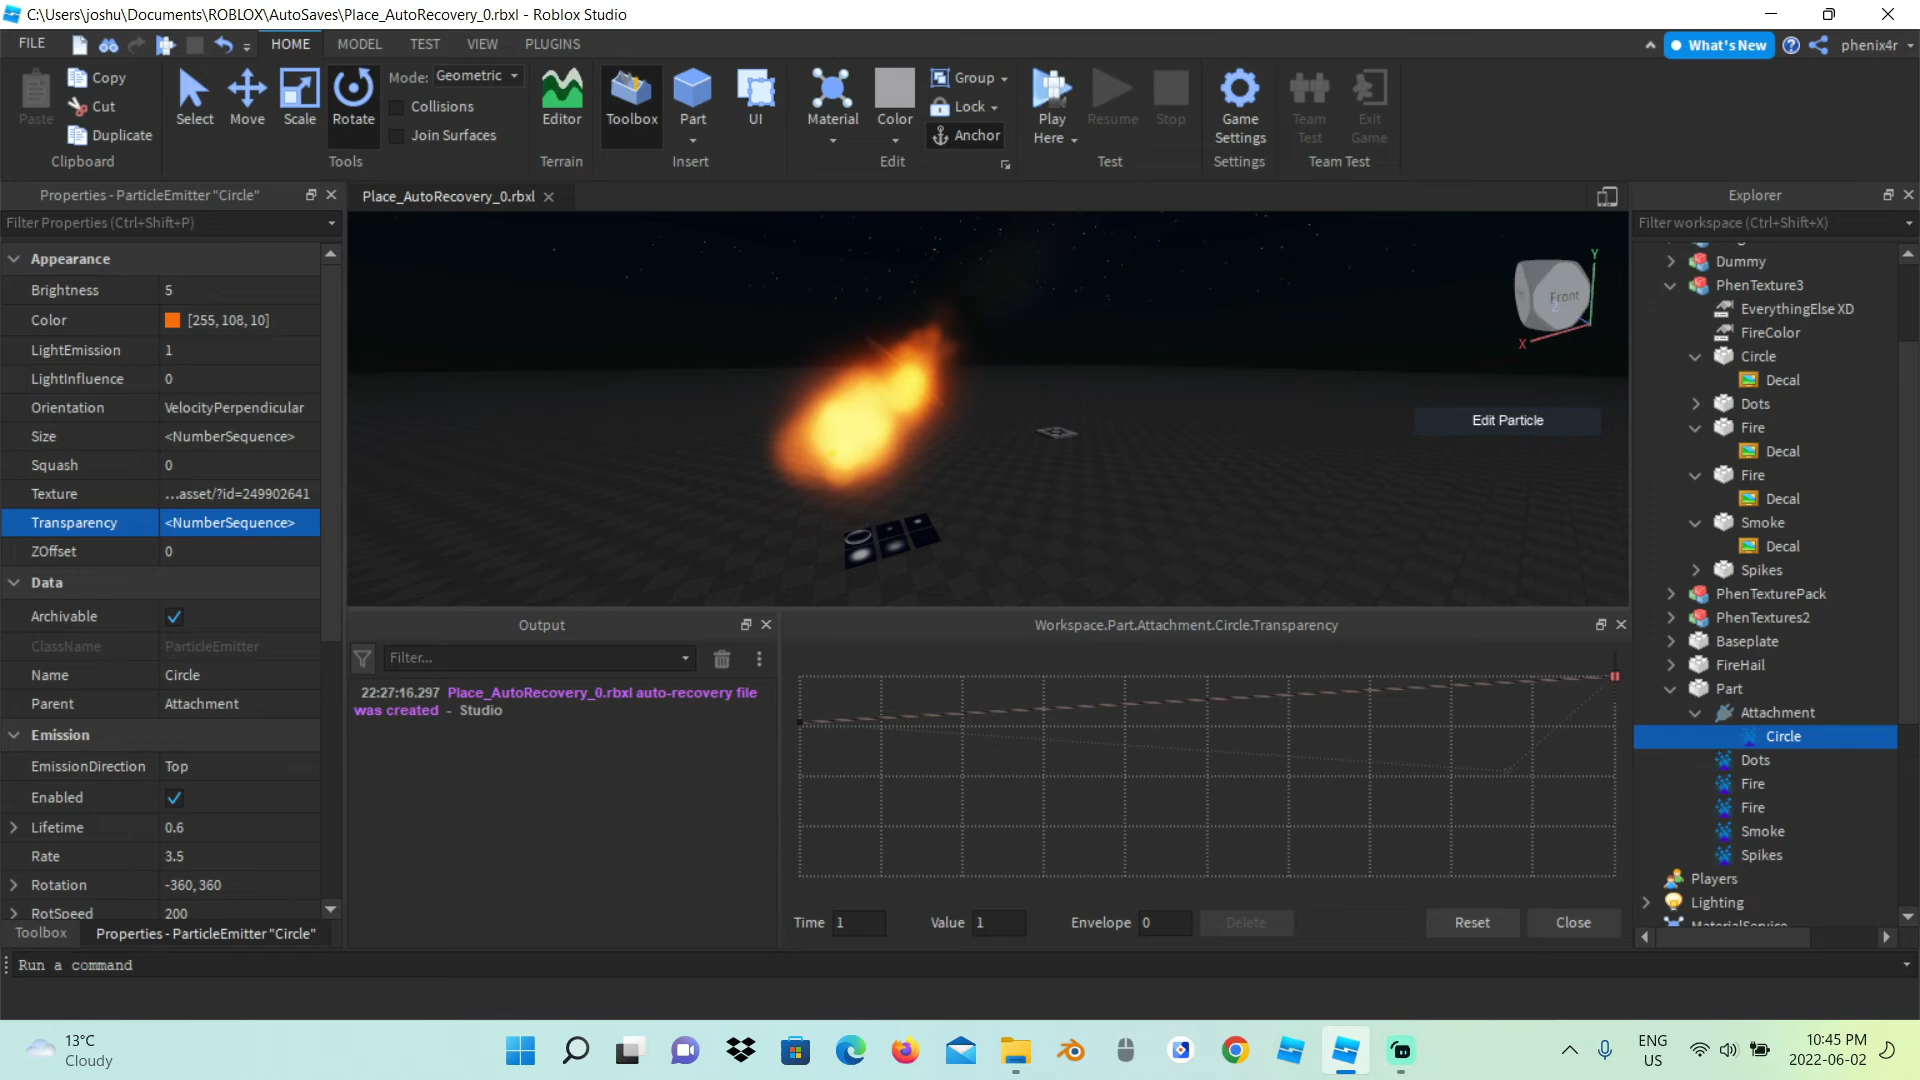 C:\Users\joshu\Documents\ROBLOX\AutoSaves\Place_AutoRecovery_0.rbxl - Roblox Studio
FILE HOME MODEL TEST VIEW PLUGINS What's New phenix4r
Paste
Copy
Cut
Duplicate
Clipboard
Select Move Scale Rotate
Mode: Geometric
Collisions
Join Surfaces
Tools
Editor
Terrain
Toolbox Part UI
Insert
Material Color
Group
Lock
Anchor
Edit
Play Here Resume Stop
Test
Game Settings
Settings
Team Test Exit Game
Team Test
Properties - ParticleEmitter "Circle"
Filter Properties (Ctrl+Shift+P)
Appearance
Brightness 5
Color [255, 108, 10]
LightEmission 1
LightInfluence 0
Orientation VelocityPerpendicular
Size <NumberSequence>
Squash 0
Texture ...asset/?id=249902641
Transparency <NumberSequence>
ZOffset 0
Data
Archivable
ClassName ParticleEmitter
Name Circle
Parent Attachment
Emission
EmissionDirection Top
Enabled
Lifetime 0.6
Rate 3.5
Rotation -360, 360
RotSpeed 200
Toolbox Properties - ParticleEmitter "Circle"
Place_AutoRecovery_0.rbxl
Y
Front
X
Edit Particle
Output
Filter...
22:27:16.297 Place_AutoRecovery_0.rbxl auto-recovery file
was created - Studio
Workspace.Part.Attachment.Circle.Transparency
Time 1 Value 1 Envelope 0 Delete Reset Close
Explorer
Filter workspace (Ctrl+Shift+X)
Dummy
PhenTexture3
EverythingElse XD
FireColor
Circle
Decal
Dots
Fire
Decal
Fire
Decal
Smoke
Decal
Spikes
PhenTexturePack
PhenTextures2
Baseplate
FireHail
Part
Attachment
Circle
Dots
Fire
Fire
Smoke
Spikes
Players
Lighting
MaterialService
Run a command
13°C
Cloudy
ENG
US
10:45 PM
2022-06-02